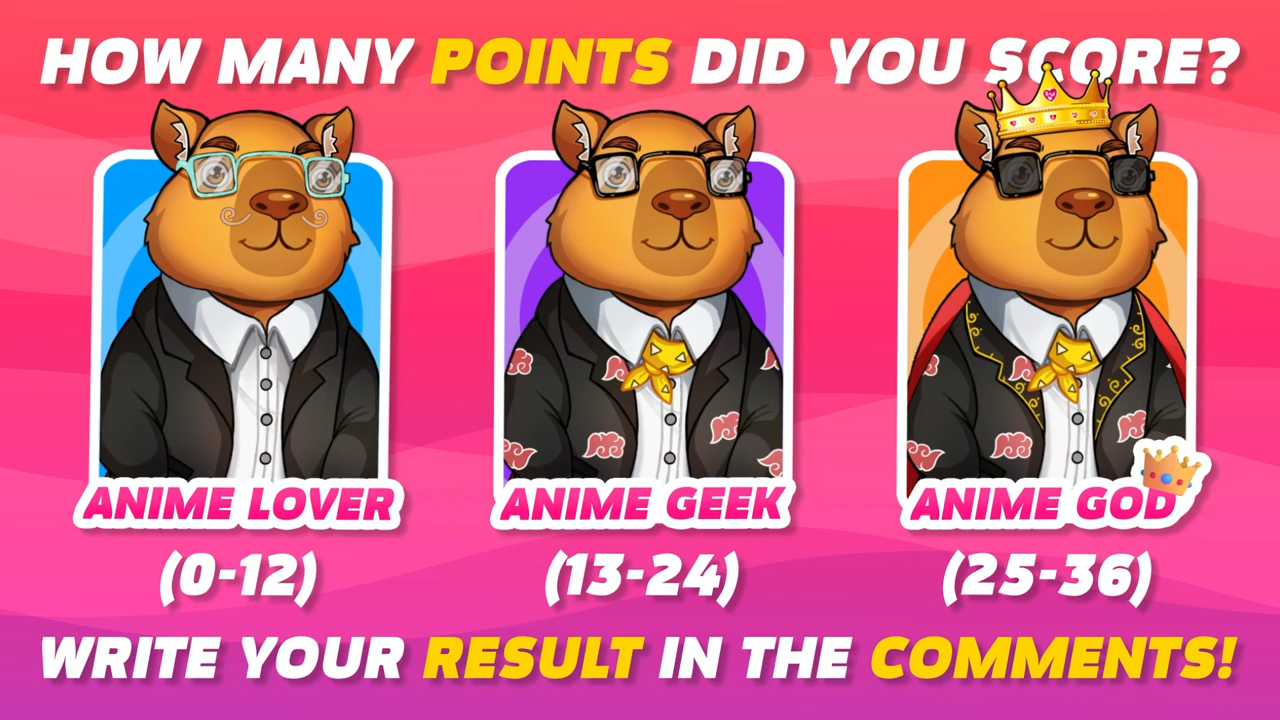 HOW MANY POINTS DID YOU SCORE?
ANIME LOVER
(0-12)
ANIME GEEK
(13-24)
ANIME GOD
(25-36)
WRITE YOUR RESULT IN THE COMMENTS!